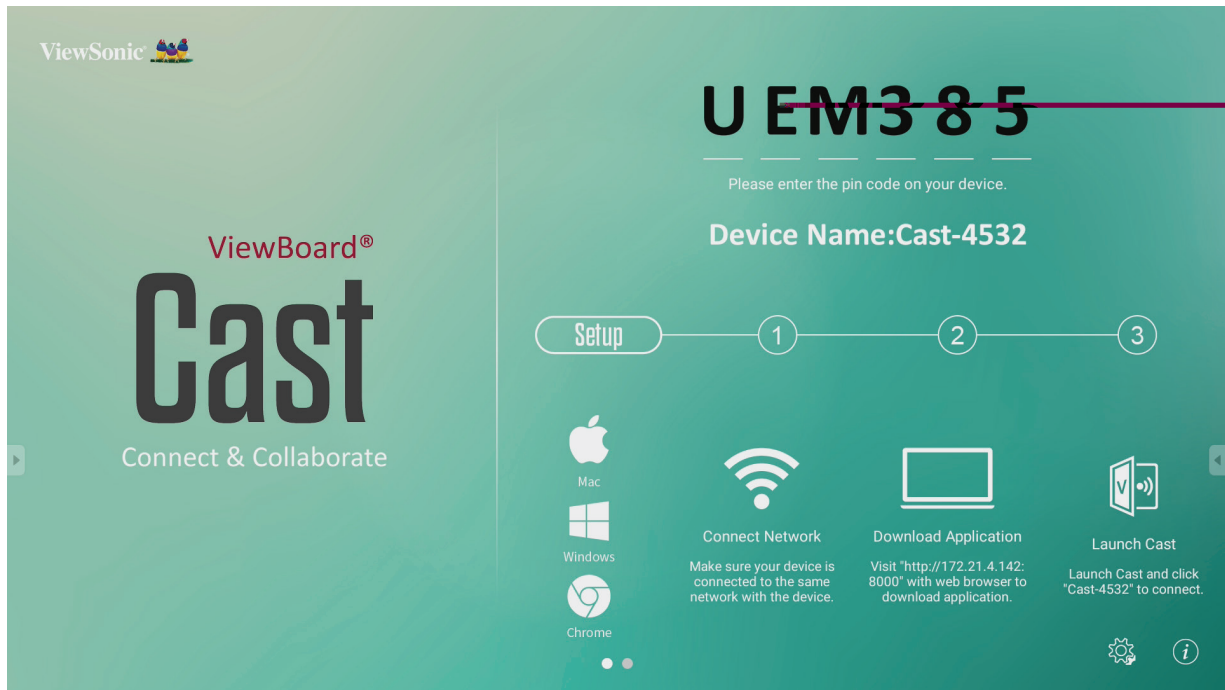 ViewSonic®
UEM385
Please enter the pin code on your device.
Device Name:Cast-4532
ViewBoard®
Cast
Connect & Collaborate
Setup
1
2
3
Mac
Windows
Chrome
Connect Network
Make sure your device is
connected to the same
network with the device.
Download Application
Visit "http://172.21.4.142:
8000" with web browser to
download application.
V
Launch Cast
Launch Cast and click
"Cast-4532" to connect.
i